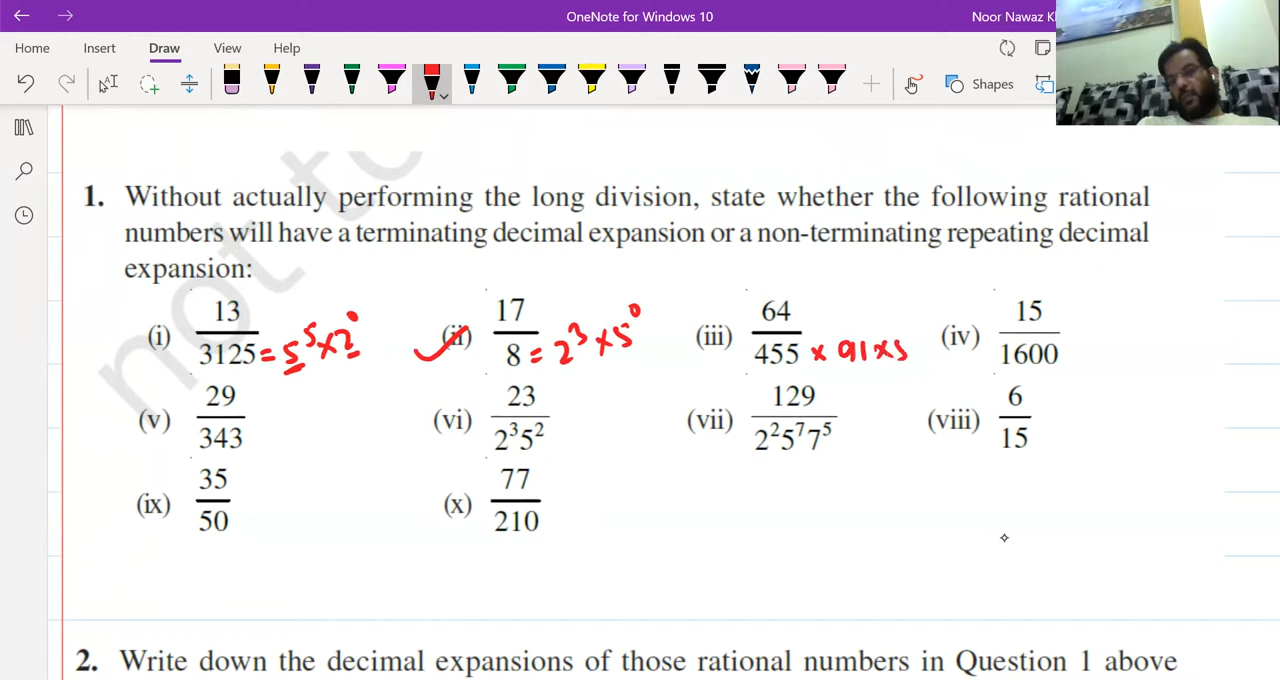 OneNote for Windows 10
Noor Nawaz Kh
Home Insert Draw View Help
Shapes
not to
1. Without actually performing the long division, state whether the following rational
numbers will have a terminating decimal expansion or a non-terminating repeating decimal
expansion:
(i) 13/3125 = 5⁵ × 2⁰ (ii) 17/8 = 2³ × 5⁰ (iii) 64/455 × 91 × 5 (iv) 15/1600
(v) 29/343 (vi) 23/2³5² (vii) 129/2²5⁷7⁵ (viii) 6/15
(ix) 35/50 (x) 77/210
2. Write down the decimal expansions of those rational numbers in Question 1 above